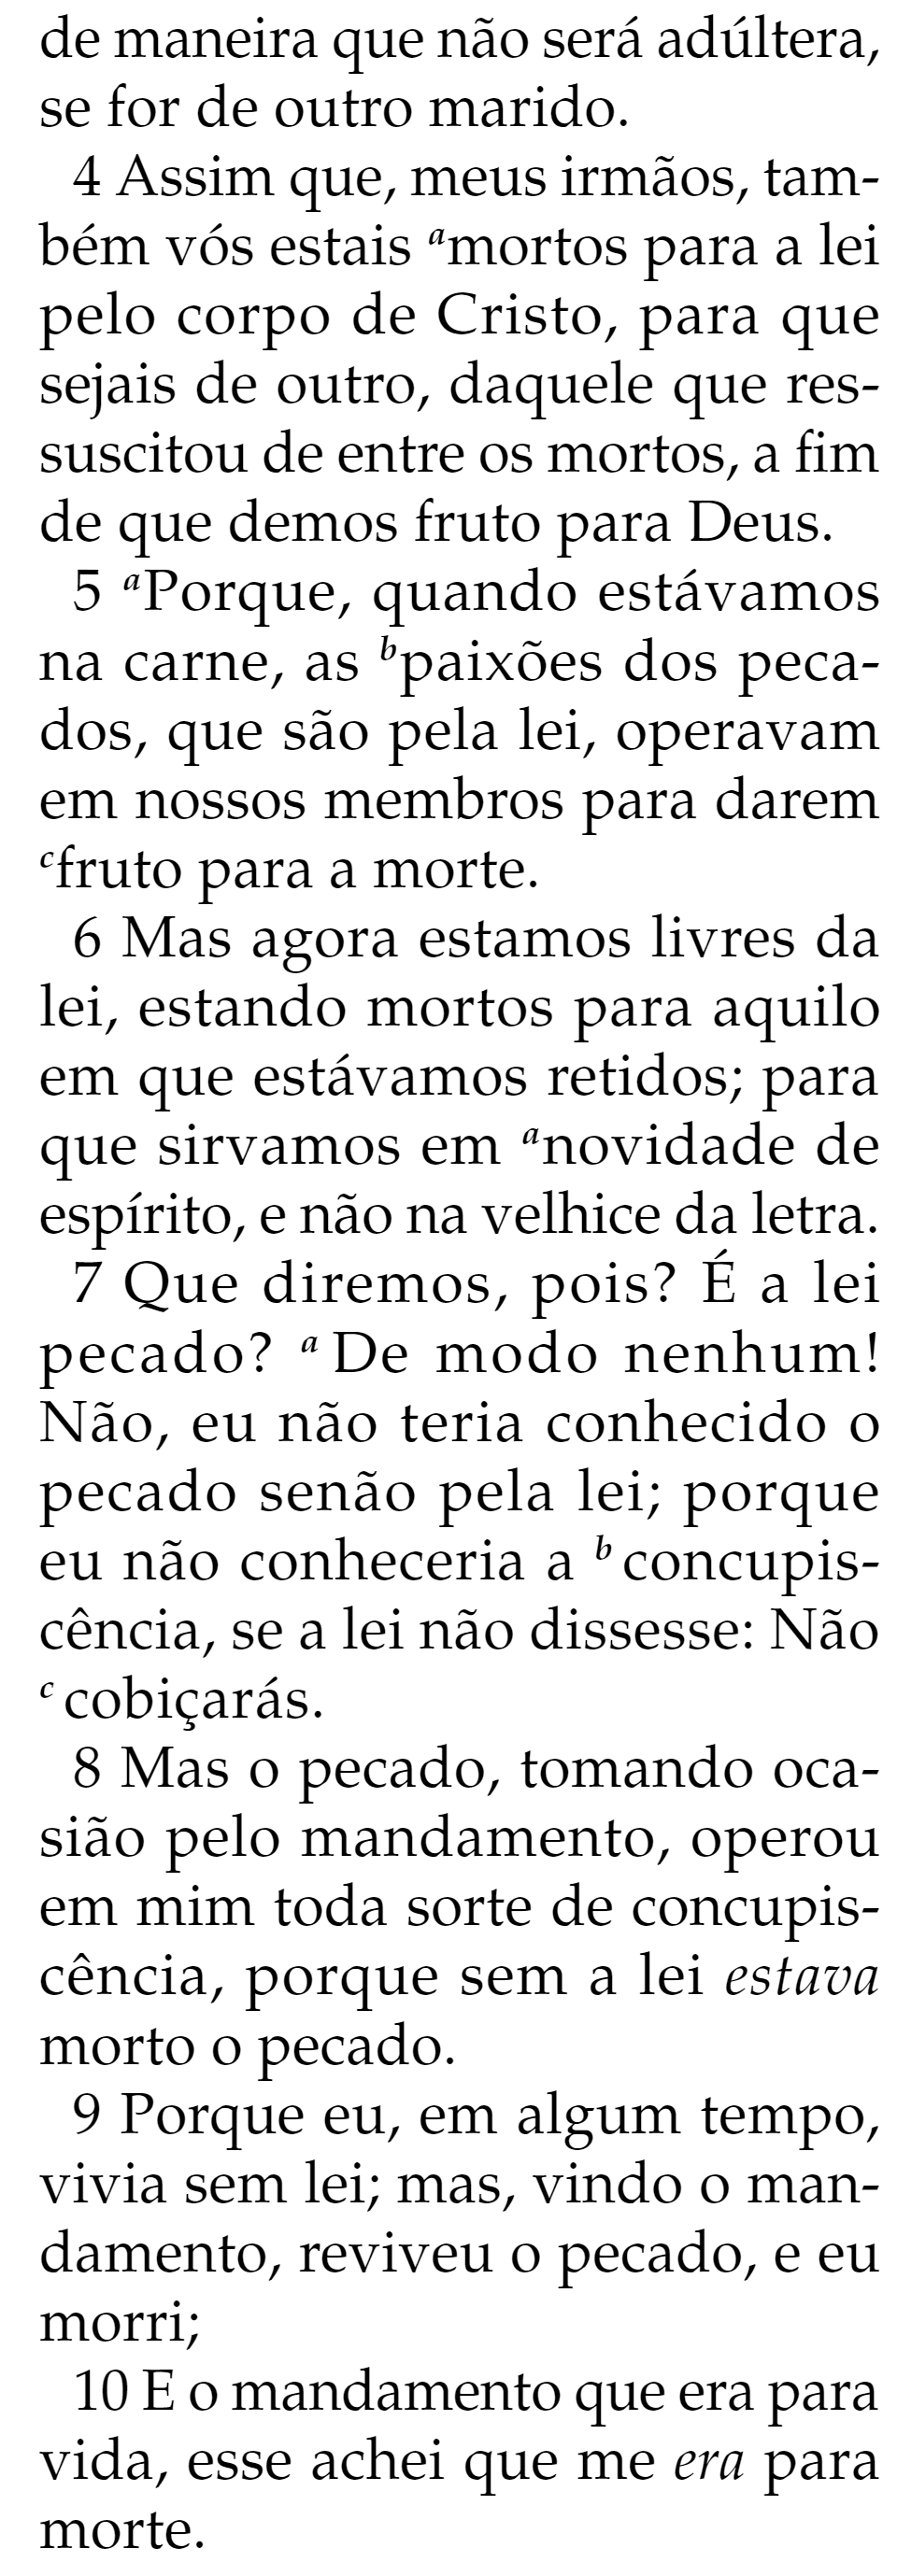 de maneira que não será adúltera,
se for de outro marido.
4 Assim que, meus irmãos, tam-
bém vós estais ᵃmortos para a lei
pelo corpo de Cristo, para que
sejais de outro, daquele que res-
suscitou de entre os mortos, a fim
de que demos fruto para Deus.
5 ᵃPorque, quando estávamos
na carne, as ᵇpaixões dos peca-
dos, que são pela lei, operavam
em nossos membros para darem
ᶜfruto para a morte.
6 Mas agora estamos livres da
lei, estando mortos para aquilo
em que estávamos retidos; para
que sirvamos em ᵃnovidade de
espírito, e não na velhice da letra.
7 Que diremos, pois? É a lei
pecado? ᵃ De modo nenhum!
Não, eu não teria conhecido o
pecado senão pela lei; porque
eu não conheceria a ᵇ concupis-
cência, se a lei não dissesse: Não
ᶜ cobiçarás.
8 Mas o pecado, tomando oca-
sião pelo mandamento, operou
em mim toda sorte de concupis-
cência, porque sem a lei estava
morto o pecado.
9 Porque eu, em algum tempo,
vivia sem lei; mas, vindo o man-
damento, reviveu o pecado, e eu
morri;
10 E o mandamento que era para
vida, esse achei que me era para
morte.